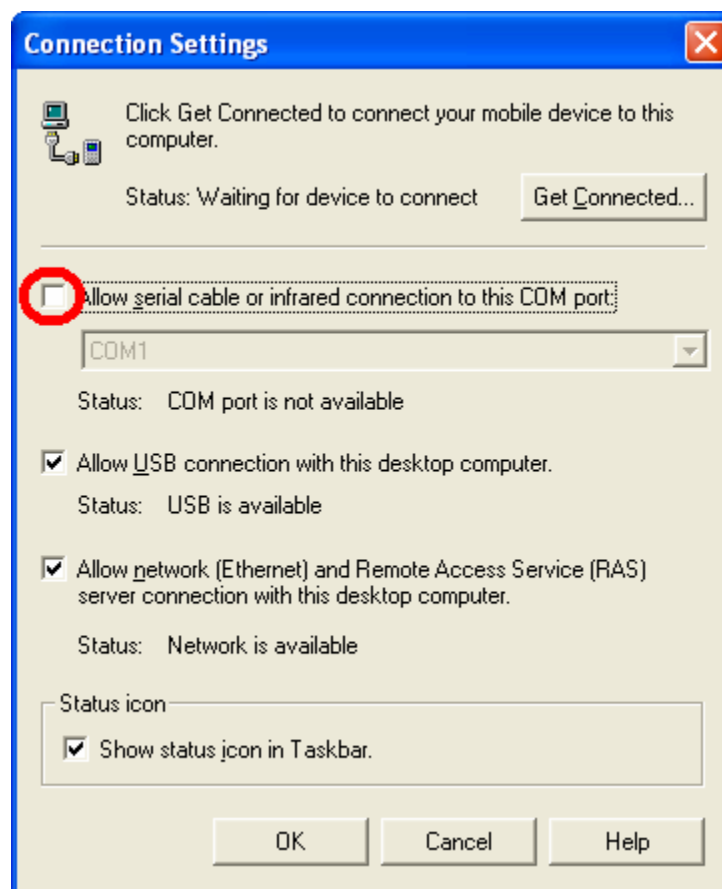 Connection Settings
Click Get Connected to connect your mobile device to this
computer.
Status: Waiting for device to connect
Get Connected...
Allow serial cable or infrared connection to this COM port:
COM1
Status: COM port is not available
Allow USB connection with this desktop computer.
Status: USB is available
Allow network (Ethernet) and Remote Access Service (RAS)
server connection with this desktop computer.
Status: Network is available
Status icon
Show status icon in Taskbar.
OK
Cancel
Help